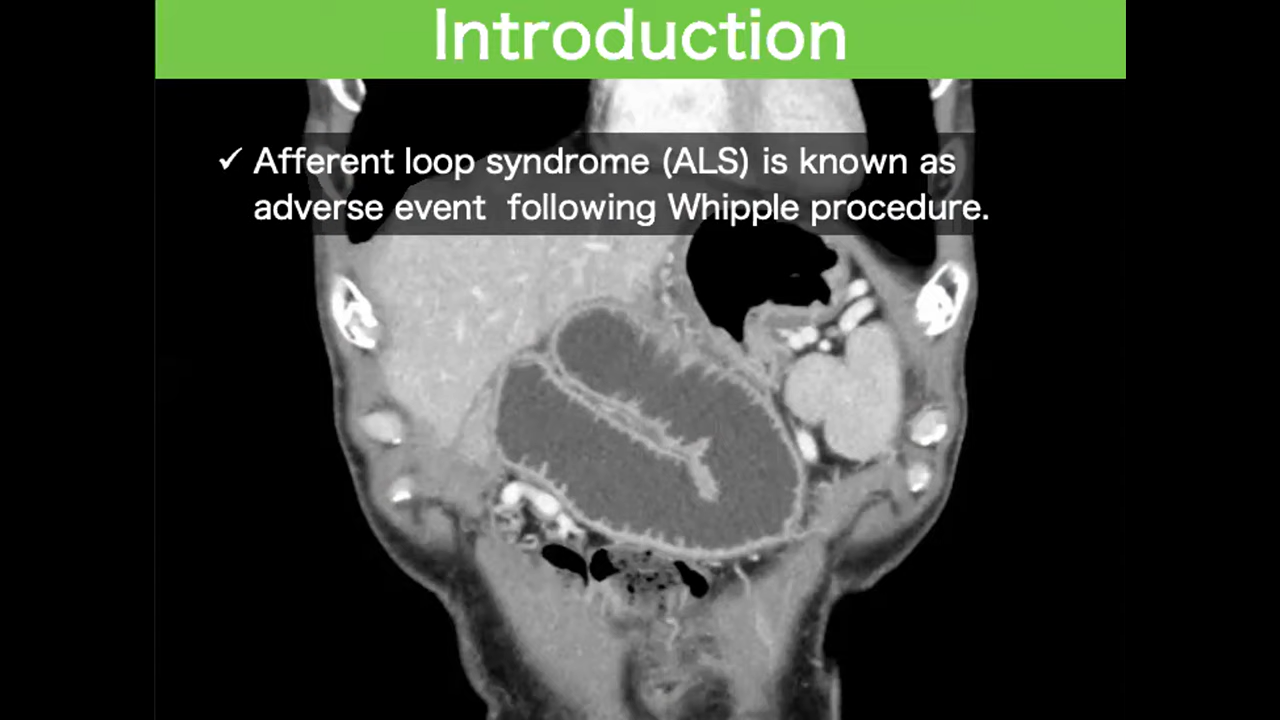 Introduction
✓ Afferent loop syndrome (ALS) is known as
adverse event following Whipple procedure.